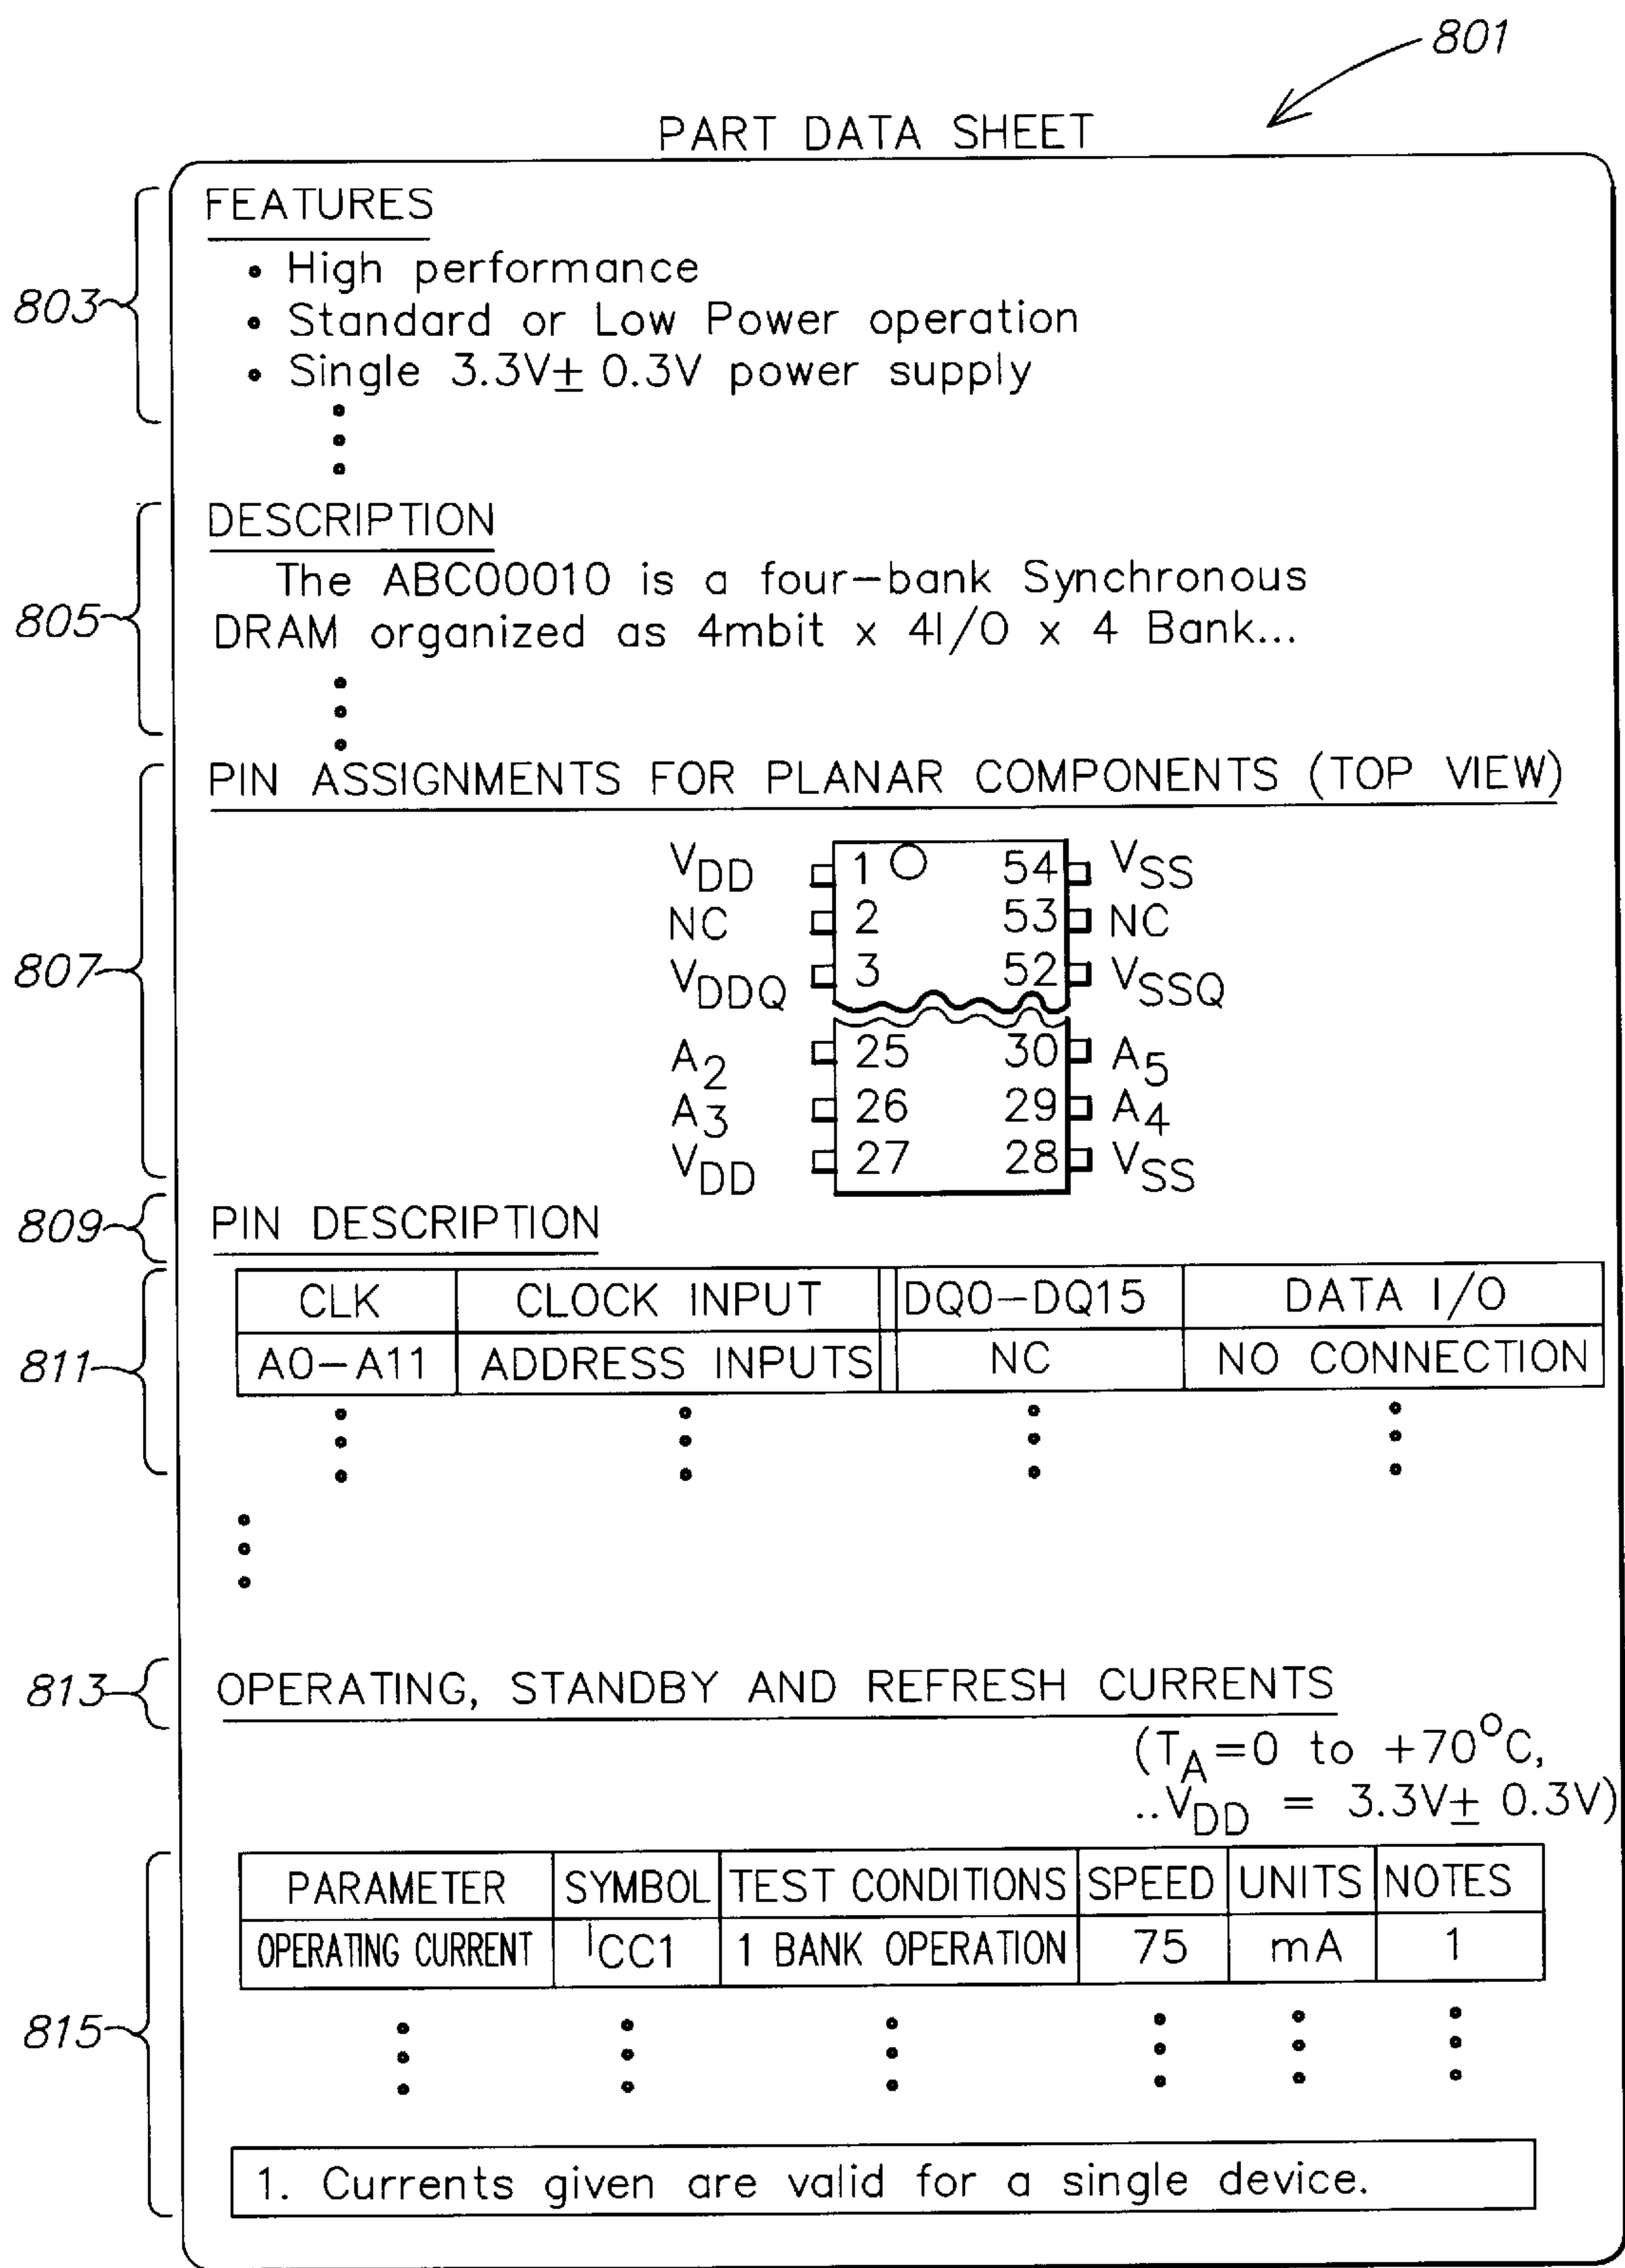 801
PART DATA SHEET
803
FEATURES
• High performance
• Standard or Low Power operation
• Single 3.3V± 0.3V power supply
805
DESCRIPTION
The ABC00010 is a four-bank Synchronous
DRAM organized as 4mbit x 4I/O x 4 Bank...
807
PIN ASSIGNMENTS FOR PLANAR COMPONENTS (TOP VIEW)
VDD 1 54 VSS
NC 2 53 NC
VDDQ 3 52 VSSQ
A2 25 30 A5
A3 26 29 A4
VDD 27 28 VSS
809
PIN DESCRIPTION
811
CLK CLOCK INPUT DQ0-DQ15 DATA I/O
A0-A11 ADDRESS INPUTS NC NO CONNECTION
813
OPERATING, STANDBY AND REFRESH CURRENTS
(TA=0 to +70°C,
..VDD = 3.3V± 0.3V)
815
PARAMETER SYMBOL TEST CONDITIONS SPEED UNITS NOTES
OPERATING CURRENT ICC1 1 BANK OPERATION 75 mA 1
1. Currents given are valid for a single device.